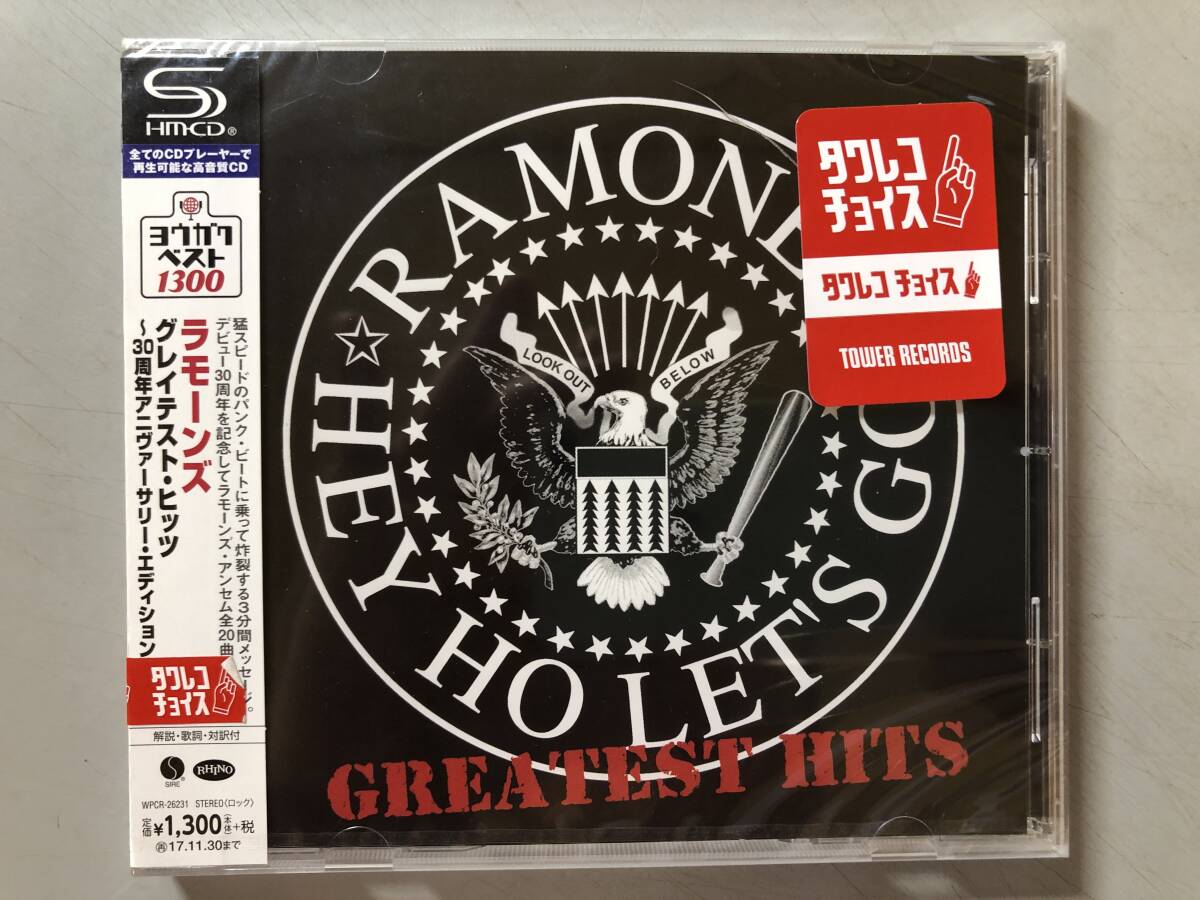 HM-CD®
全てのCDプレーヤーで
再生可能な高音質CD
ヨウガク
ベスト
1300
猛スピードのパンク・ビートに乗って炸裂する3分間メッセージ。
デビュー30周年を記念してラモーンズ・アンセム全20曲
ラモーンズ
グレイテスト・ヒッツ
~30周年アニヴァーサリー・エディション
タワレコ
チョイス
解説・歌詞・対訳付
SIRE®
RHINO
WPCR-26231 STEREO〈ロック〉
定価¥1,300(本体)+税
再17.11.30まで
RAMONE
HEY HO LET'S GO
LOOK OUT BELOW
GREATEST HITS
タワレコ
チョイス
タワレコ チョイス
TOWER RECORDS